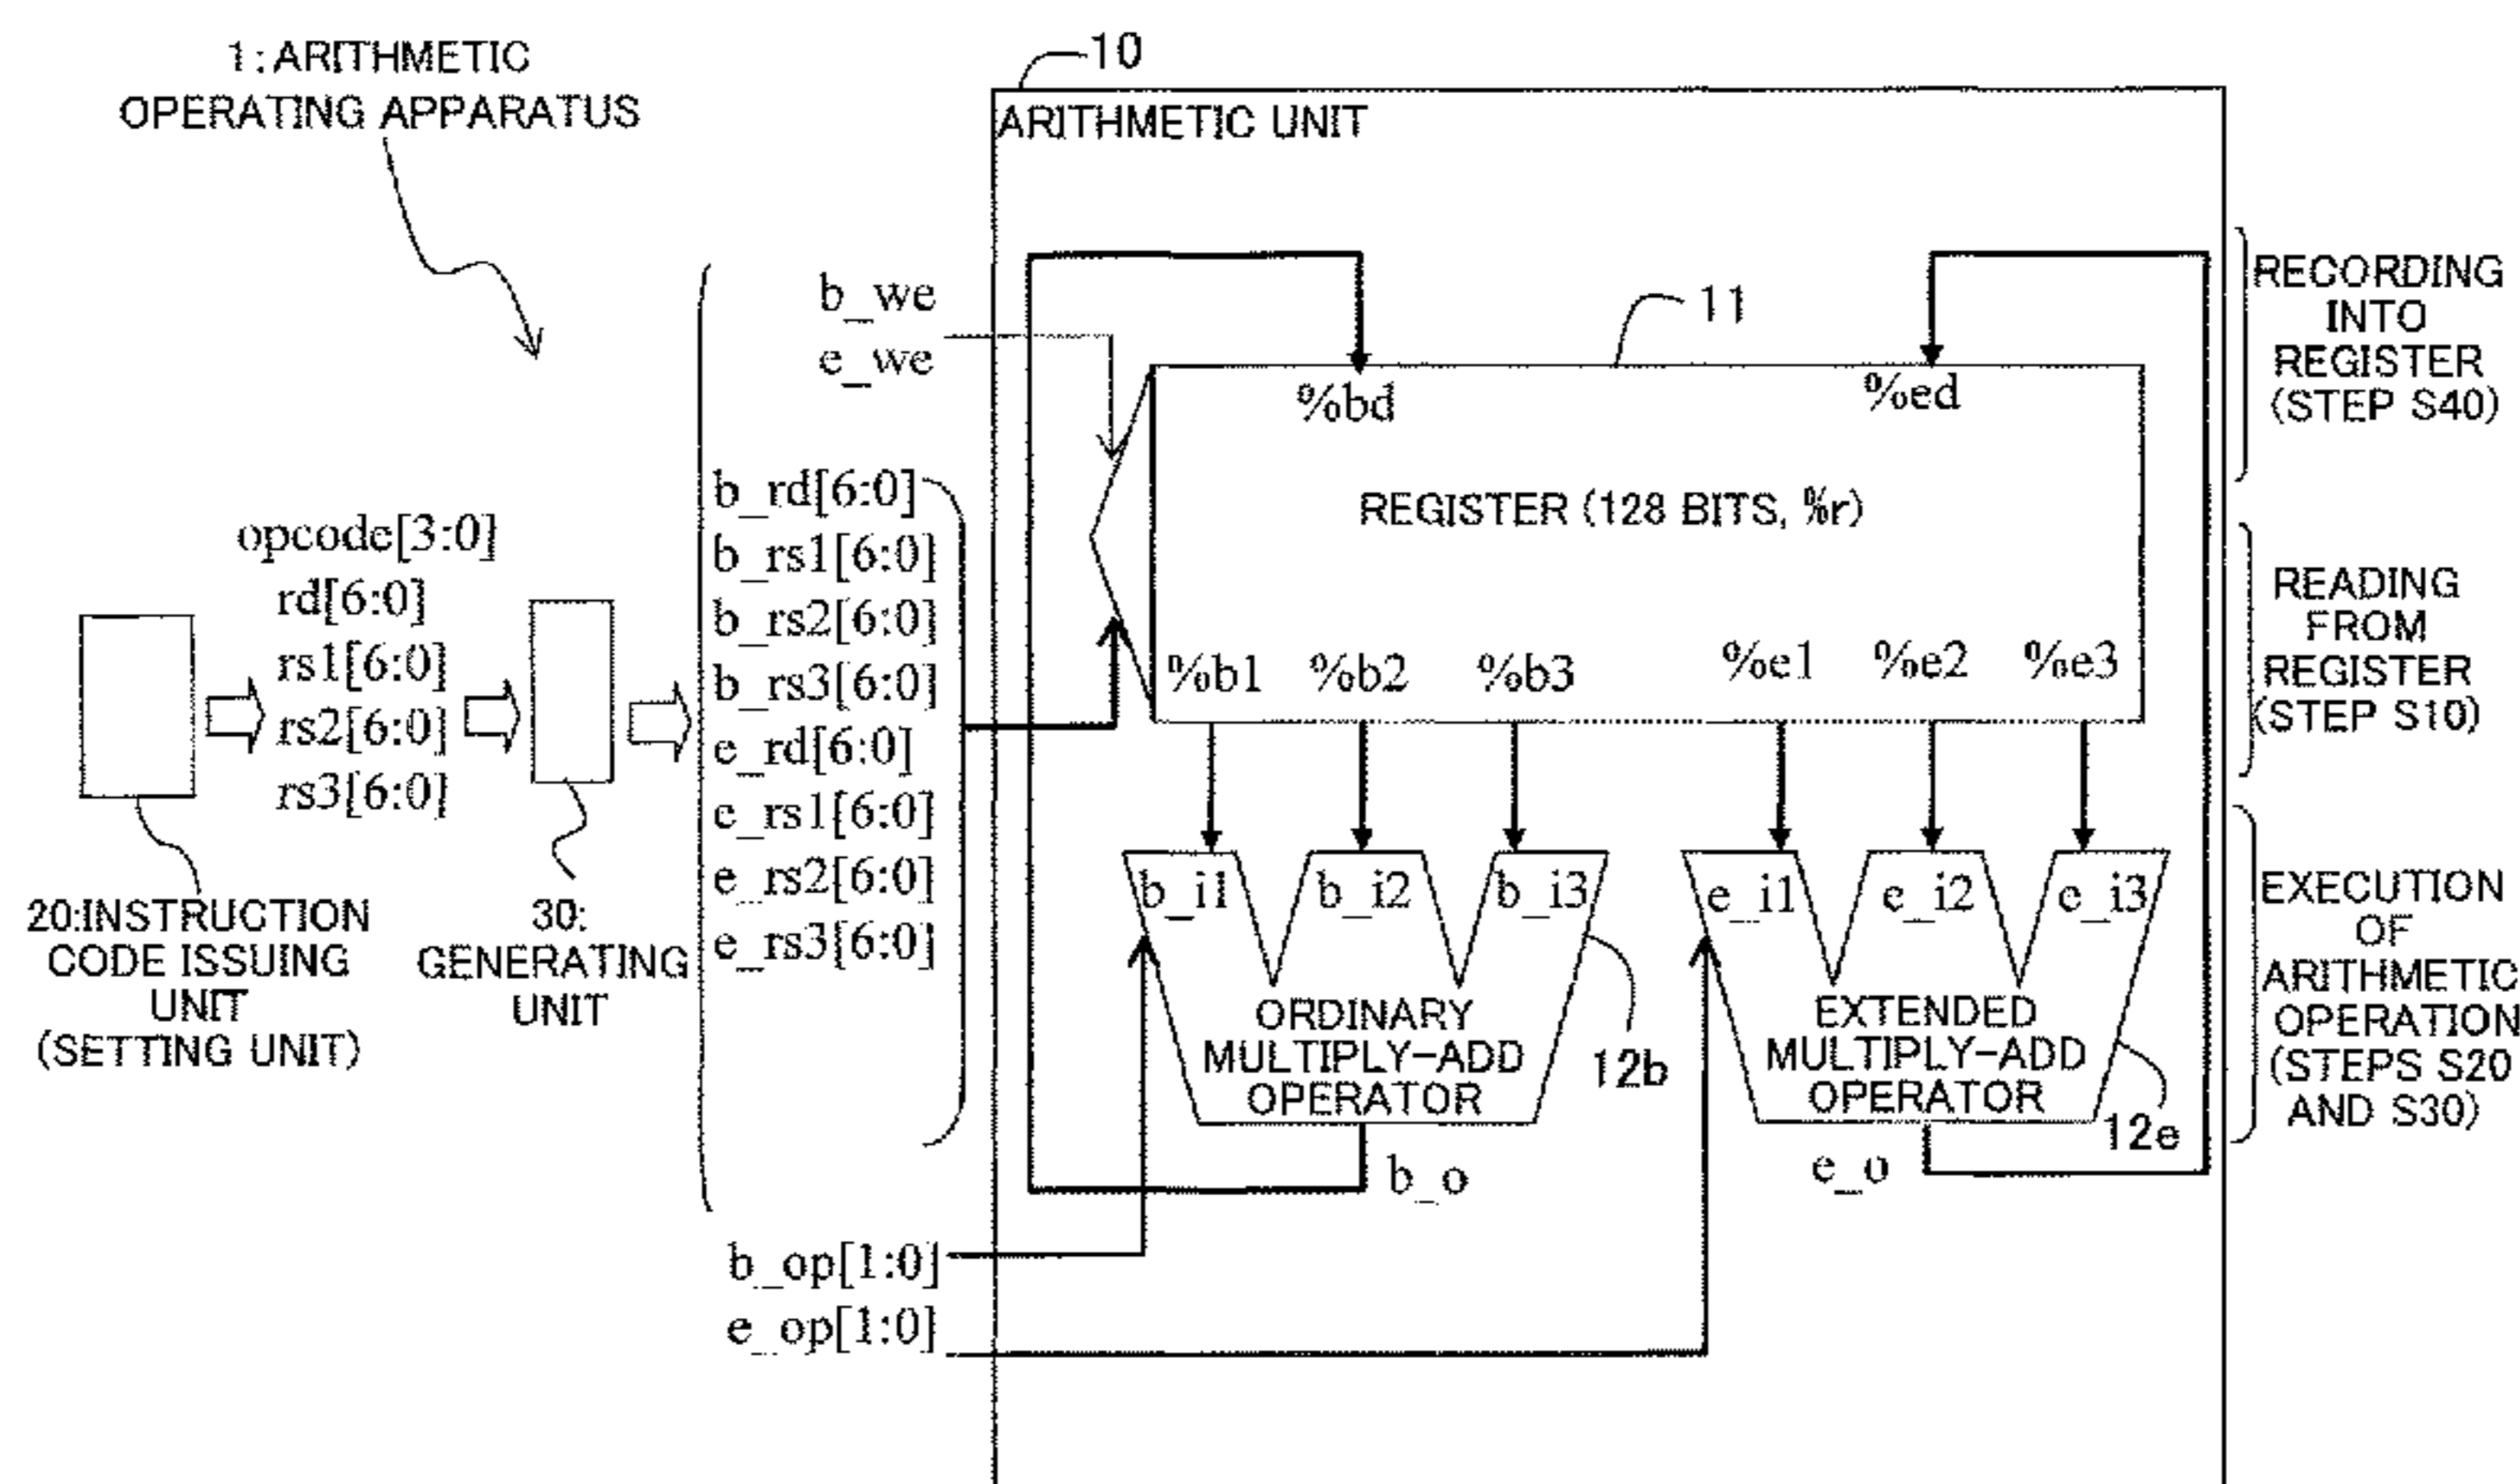 1: ARITHMETIC
OPERATING APPARATUS
10
ARITHMETIC UNIT
b_we
e_we
11
%bd
%ed
REGISTER (128 BITS, %r)
%b1
%b2
%b3
%e1
%e2
%e3
opcode[3:0]
rd[6:0]
rs1[6:0]
rs2[6:0]
rs3[6:0]
b_rd[6:0]
b_rs1[6:0]
b_rs2[6:0]
b_rs3[6:0]
e_rd[6:0]
e_rs1[6:0]
e_rs2[6:0]
e_rs3[6:0]
20:INSTRUCTION
CODE ISSUING
UNIT
(SETTING UNIT)
30:
GENERATING
UNIT
b_i1
b_i2
b_i3
ORDINARY
MULTIPLY-ADD
OPERATOR
12b
e_i1
e_i2
e_i3
EXTENDED
MULTIPLY-ADD
OPERATOR
12e
b_o
e_o
b_op[1:0]
e_op[1:0]
RECORDING
INTO
REGISTER
(STEP S40)
READING
FROM
REGISTER
(STEP S10)
EXECUTION
OF
ARITHMETIC
OPERATION
(STEPS S20
AND S30)